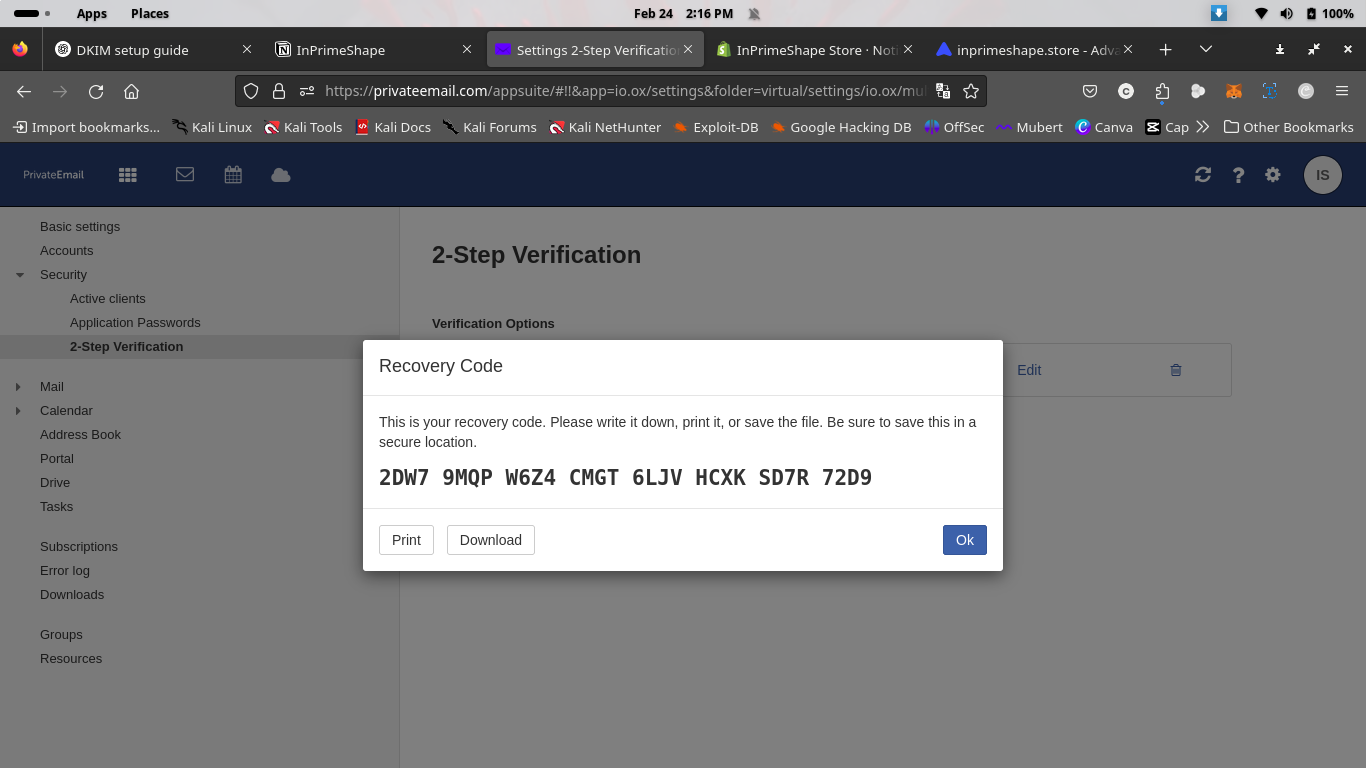 Apps Places Feb 24 2:16 PM 100%
DKIM setup guide InPrimeShape Settings 2-Step Verificatio InPrimeShape Store · Noti inprimeshape.store - Adva
https://privateemail.com/appsuite/#!!&app=io.ox/settings&folder=virtual/settings/io.ox/mul
Import bookmarks... Kali Linux Kali Tools Kali Docs Kali Forums Kali NetHunter Exploit-DB Google Hacking DB OffSec Mubert Canva Cap Other Bookmarks
PrivateEmail IS
Basic settings
Accounts
Security
Active clients
Application Passwords
2-Step Verification
Mail
Calendar
Address Book
Portal
Drive
Tasks
Subscriptions
Error log
Downloads
Groups
Resources
2-Step Verification
Verification Options
Edit
Recovery Code
This is your recovery code. Please write it down, print it, or save the file. Be sure to save this in a
secure location.
2DW7 9MQP W6Z4 CMGT 6LJV HCXK SD7R 72D9
Print Download Ok